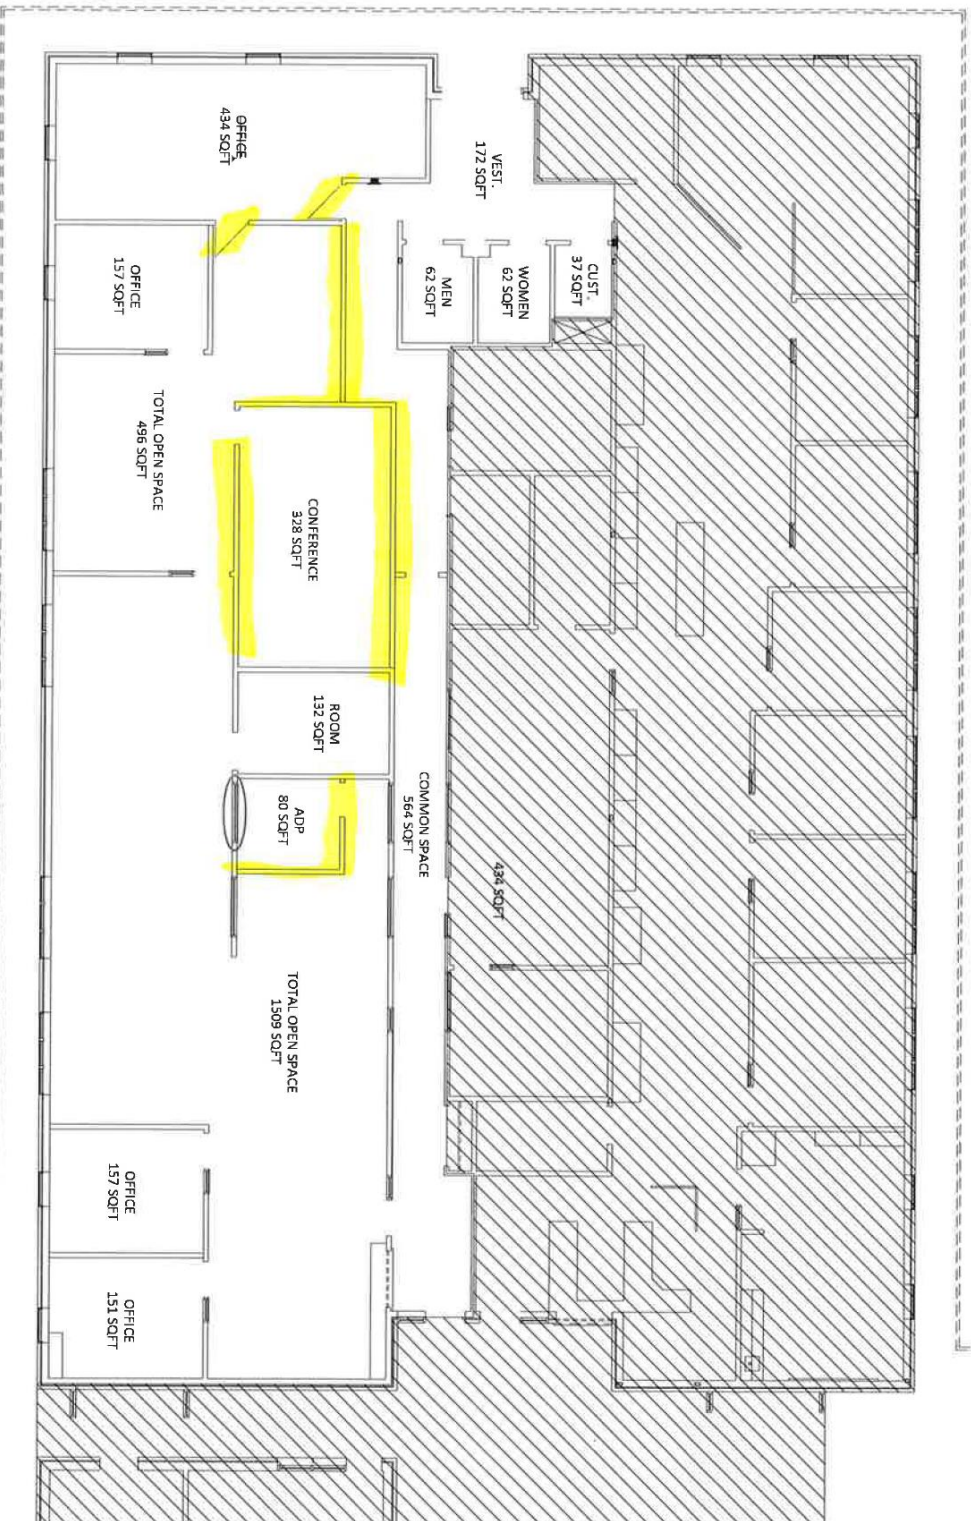 OFFICE
434 SQFT
VEST.
172 SQFT
OFFICE
157 SQFT
MEN
62 SQFT
WOMEN
62 SQFT
CUST.
37 SQFT
TOTAL OPEN SPACE
496 SQFT
CONFERENCE
328 SQFT
ROOM
132 SQFT
ADP
80 SQFT
COMMON SPACE
564 SQFT
434 SQFT
TOTAL OPEN SPACE
1509 SQFT
OFFICE
157 SQFT
OFFICE
151 SQFT